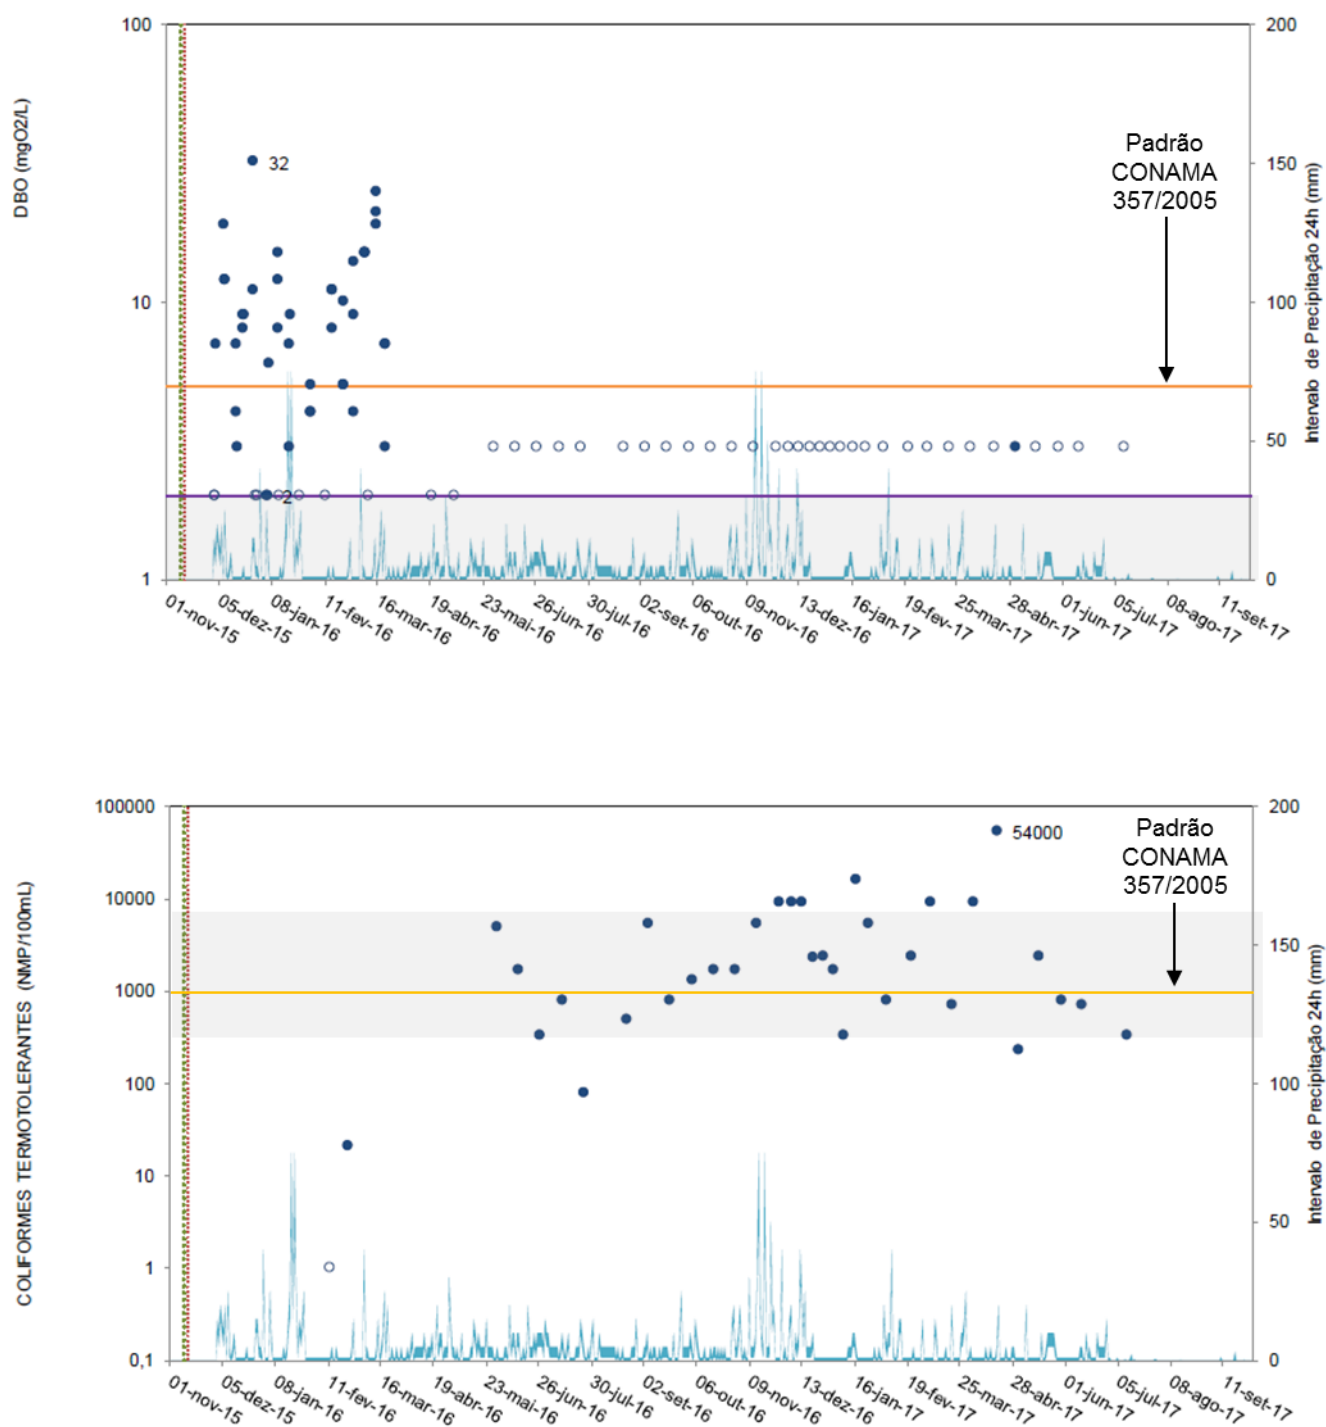 100
200
DBO (mgO2/L)
Padrão
CONAMA
357/2005
32
150
10
100
Intervalo de Precipitação 24h (mm)
50
2
1
0
01-nov-15
05-dez-15
08-jan-16
11-fev-16
16-mar-16
19-abr-16
23-mai-16
26-jun-16
30-jul-16
02-set-16
06-out-16
09-nov-16
13-dez-16
16-jan-17
19-fev-17
25-mar-17
28-abr-17
01-jun-17
05-jul-17
08-ago-17
11-set-17
100000
200
54000
Padrão
CONAMA
357/2005
10000
150
COLIFORMES TERMOTOLERANTES (NMP/100mL)
1000
100
100
Intervalo de Precipitação 24h (mm)
10
50
1
0,1
0
01-nov-15
05-dez-15
08-jan-16
11-fev-16
16-mar-16
19-abr-16
23-mai-16
26-jun-16
30-jul-16
02-set-16
06-out-16
09-nov-16
13-dez-16
16-jan-17
19-fev-17
25-mar-17
28-abr-17
01-jun-17
05-jul-17
08-ago-17
11-set-17